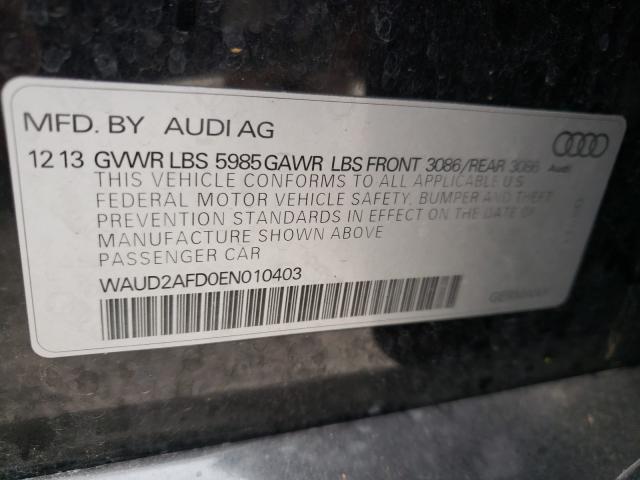 MFD. BY AUDI AG
12 13 GVWR LBS 5985 GAWR LBS FRONT 3086/REAR 3086
THIS VEHICLE CONFORMS TO ALL APPLICABLE U.S
FEDERAL MOTOR VEHICLE SAFETY, BUMPER AND THEFT
PREVENTION STANDARDS IN EFFECT ON THE DATE OF
MANUFACTURE SHOWN ABOVE
PASSENGER CAR
WAUD2AFD0EN010403
Audi
GERMANY